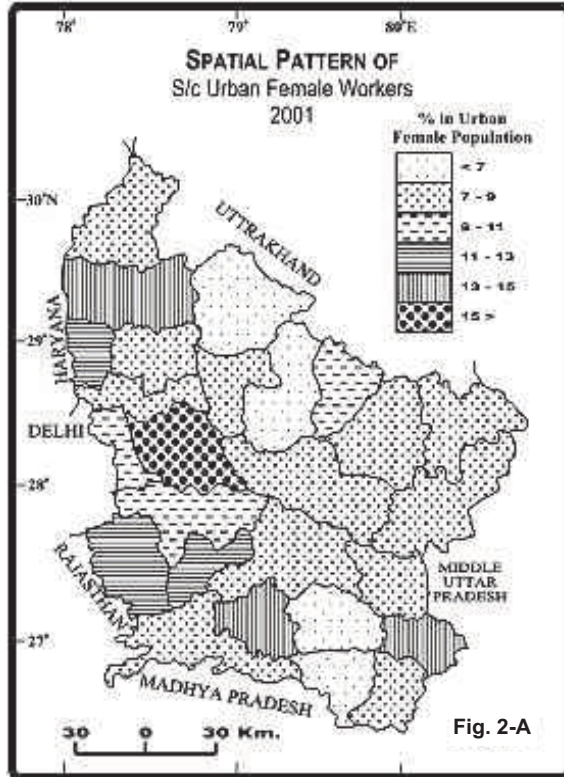 78°
79°
80°E
SPATIAL PATTERN OF
S/c Urban Female Workers
2001
% in Urban
Female Population
< 7
7 - 9
9 - 11
11 - 13
13 - 15
15 >
30°N
UTTRAKHAND
HARYANA
29°
DELHI
28°
RAJASTHAN
MIDDLE
UTTAR
PRADESH
27°
MADHYA PRADESH
30 0 30 Km.
Fig. 2-A